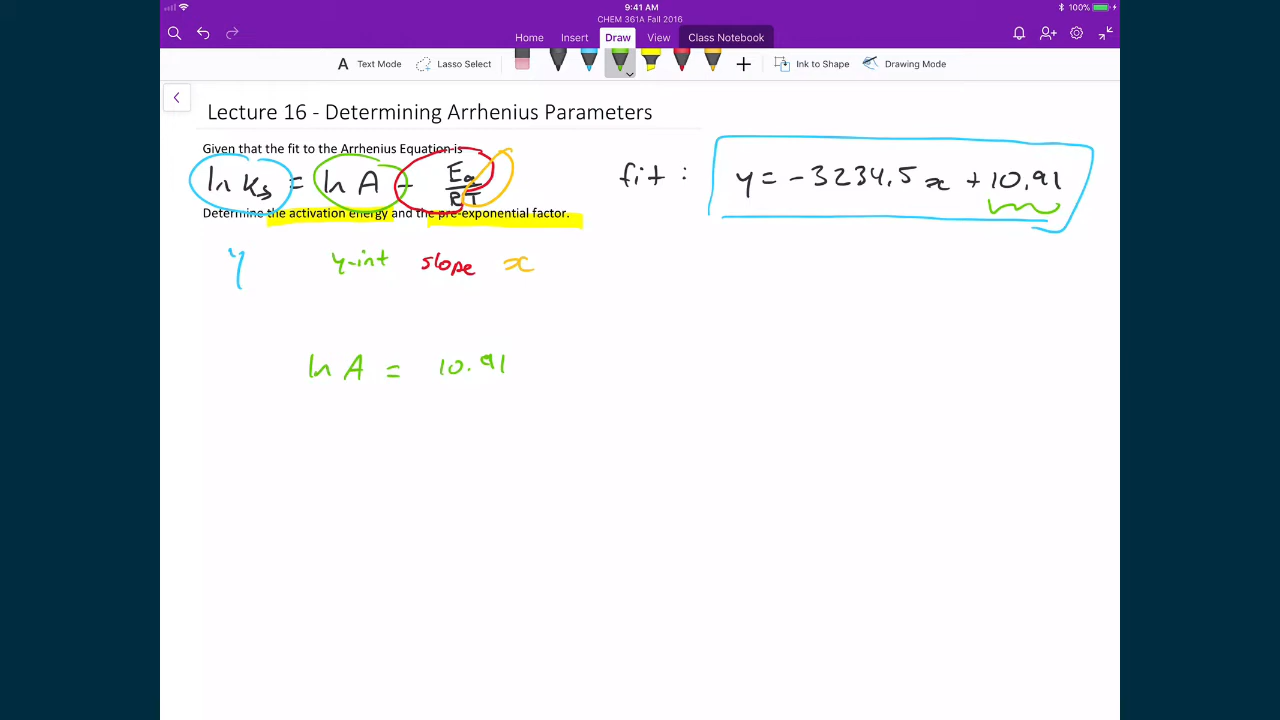 9:41 AM
100%
CHEM 361A Fall 2016
Home Insert Draw View Class Notebook
A Text Mode Lasso Select Ink to Shape Drawing Mode
Lecture 16 - Determining Arrhenius Parameters
Given that the fit to the Arrhenius Equation is
ln k₃ = ln A - Eₐ/RT
fit : y = -3234.5 x + 10.91
Determine the activation energy and the pre-exponential factor.
y y-int slope x
ln A = 10.91